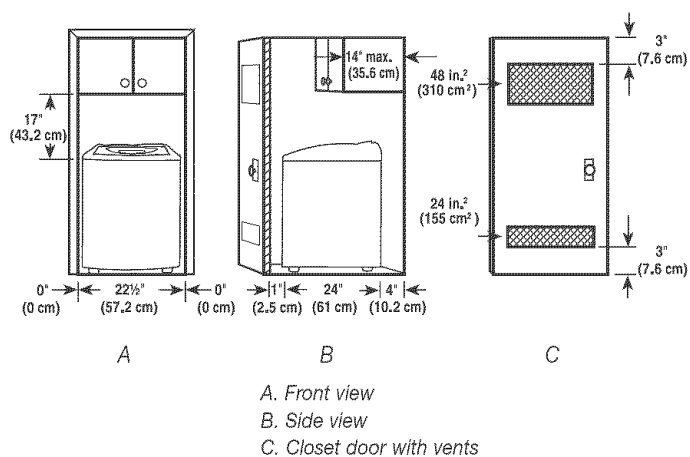 14" max.
(35.6 cm)
3"
(7.6 cm)
48 in.²
(310 cm²)
17"
(43.2 cm)
24 in.²
(155 cm²)
3"
(7.6 cm)
0"
(0 cm)
22½"
(57.2 cm)
0"
(0 cm)
1"
(2.5 cm)
24"
(61 cm)
4"
(10.2 cm)
A
B
C
A. Front view
B. Side view
C. Closet door with vents